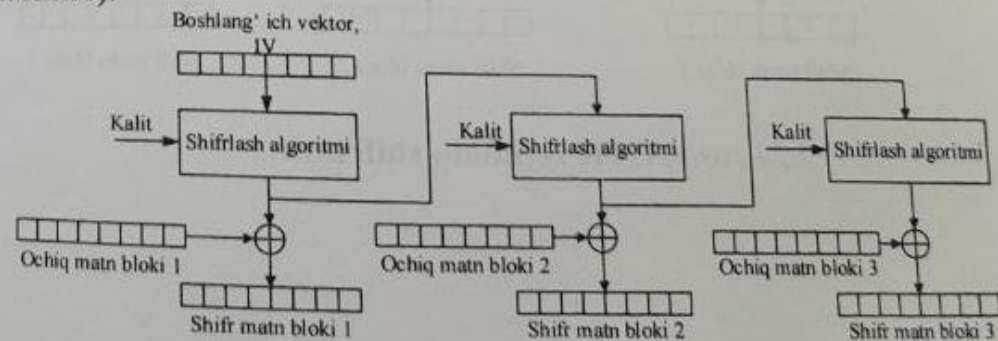 Boshlang‘ ich vektor,
IV
Kalit
Shifrlash algoritmi
Kalit
Shifrlash algoritmi
Kalit
Shifrlash algoritmi
Ochiq matn bloki 1
Ochiq matn bloki 2
Ochiq matn bloki 3
Shifr matn bloki 1
Shifr matn bloki 2
Shifr matn bloki 3